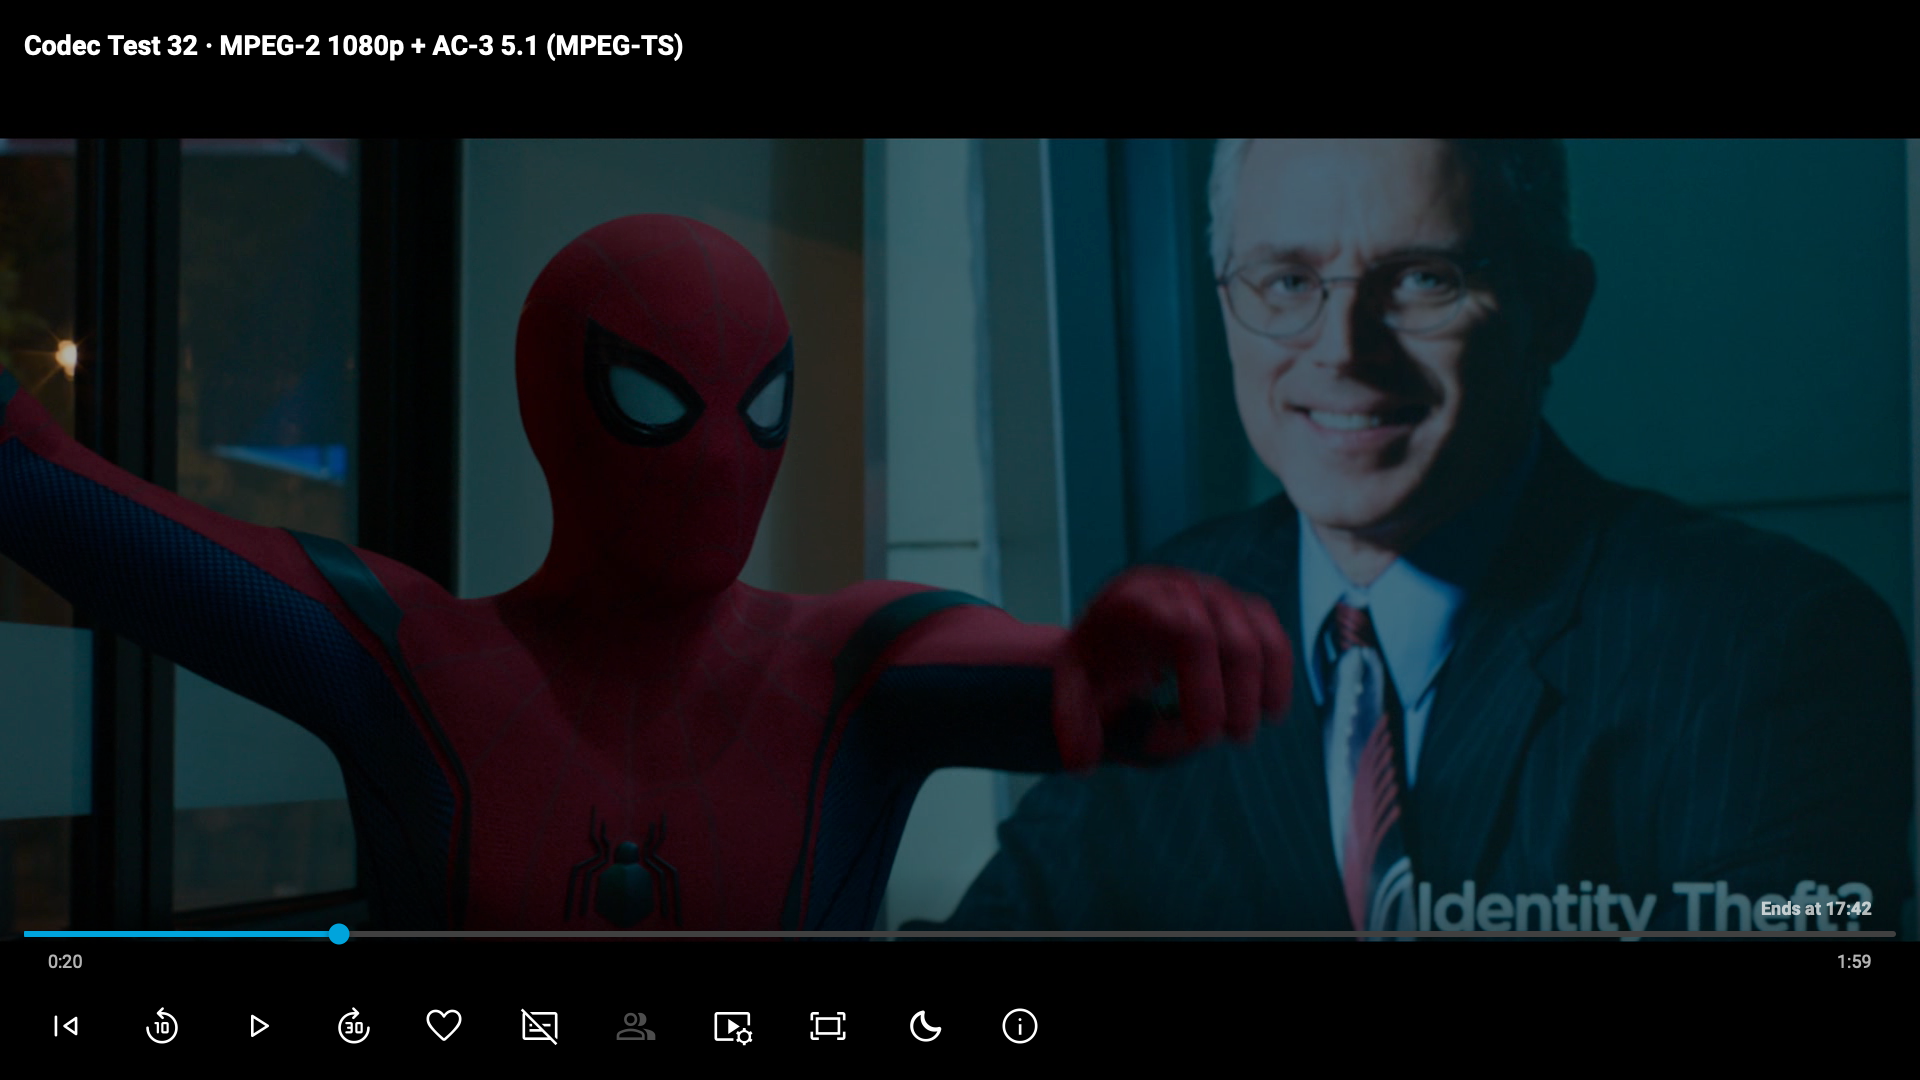 Codec Test 32 · MPEG-2 1080p + AC-3 5.1 (MPEG-TS)
Identity Theft?
Ends at 17:42
0:20
1:59
10
30